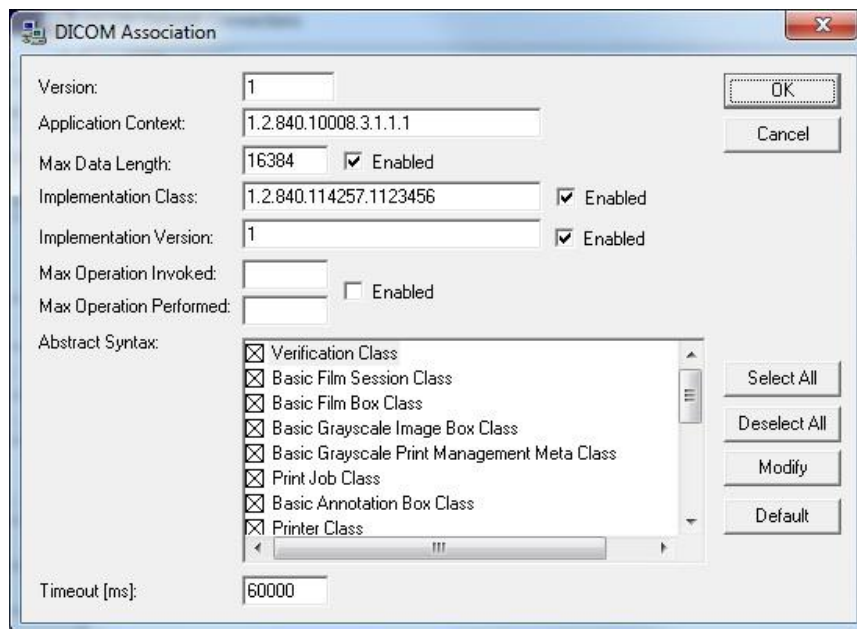 DICOM Association
Version: 1
Application Context: 1.2.840.10008.3.1.1.1
Max Data Length: 16384 Enabled
Implementation Class: 1.2.840.114257.1123456 Enabled
Implementation Version: 1 Enabled
Max Operation Invoked:
Enabled
Max Operation Performed:
Abstract Syntax:
Verification Class
Basic Film Session Class
Basic Film Box Class
Basic Grayscale Image Box Class
Basic Grayscale Print Management Meta Class
Print Job Class
Basic Annotation Box Class
Printer Class
Timeout [ms]: 60000
OK
Cancel
Select All
Deselect All
Modify
Default